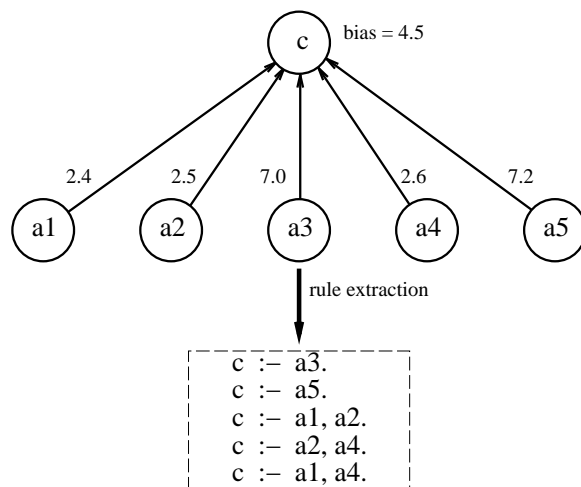 c
bias = 4.5
2.4
2.5
7.0
2.6
7.2
a1
a2
a3
a4
a5
rule extraction
c :– a3.
c :– a5.
c :– a1, a2.
c :– a2, a4.
c :– a1, a4.